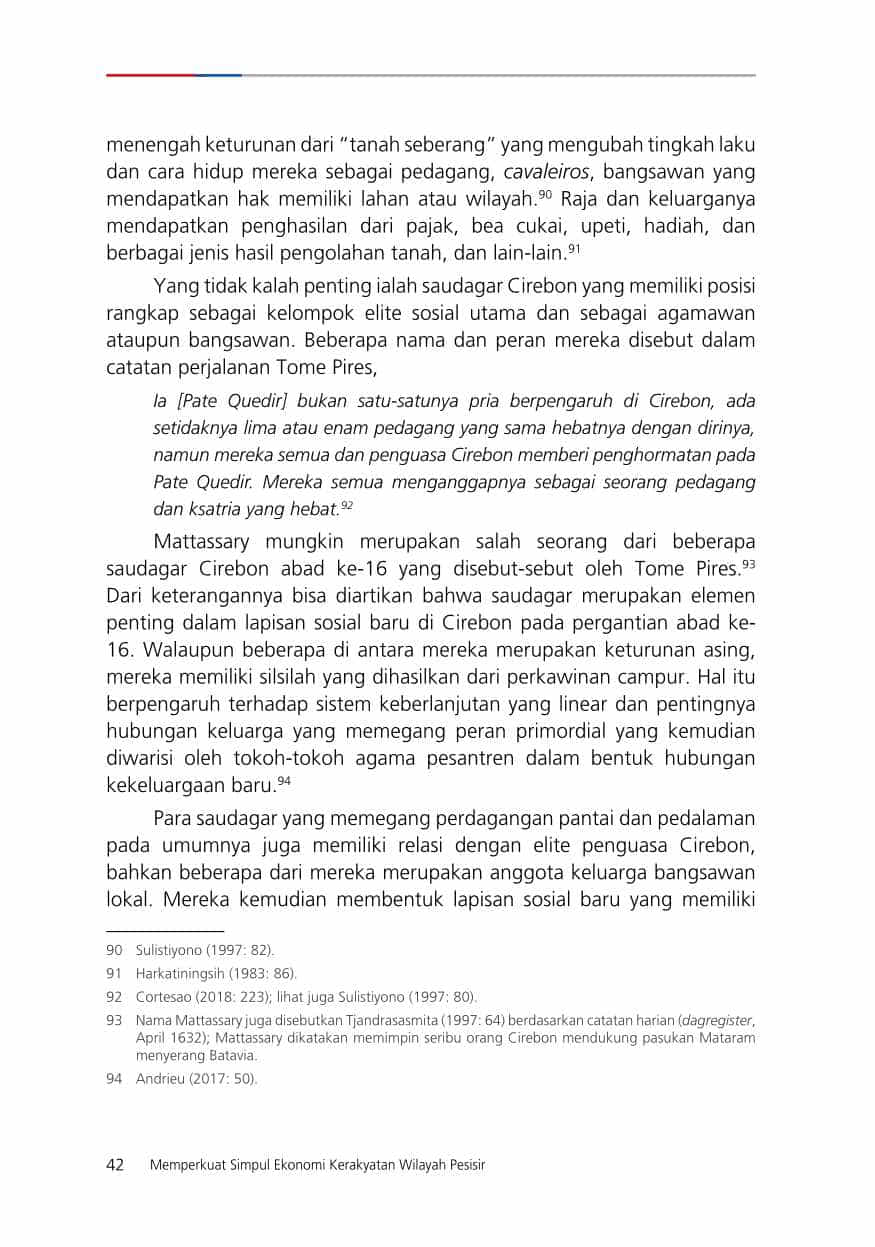 menengah keturunan dari “tanah seberang” yang mengubah tingkah laku
dan cara hidup mereka sebagai pedagang, cavaleiros, bangsawan yang
mendapatkan hak memiliki lahan atau wilayah.90 Raja dan keluarganya
mendapatkan penghasilan dari pajak, bea cukai, upeti, hadiah, dan
berbagai jenis hasil pengolahan tanah, dan lain-lain.91
Yang tidak kalah penting ialah saudagar Cirebon yang memiliki posisi
rangkap sebagai kelompok elite sosial utama dan sebagai agamawan
ataupun bangsawan. Beberapa nama dan peran mereka disebut dalam
catatan perjalanan Tome Pires,
Ia [Pate Quedir] bukan satu-satunya pria berpengaruh di Cirebon, ada
setidaknya lima atau enam pedagang yang sama hebatnya dengan dirinya,
namun mereka semua dan penguasa Cirebon memberi penghormatan pada
Pate Quedir. Mereka semua menganggapnya sebagai seorang pedagang
dan ksatria yang hebat.92
Mattassary mungkin merupakan salah seorang dari beberapa
saudagar Cirebon abad ke-16 yang disebut-sebut oleh Tome Pires.93
Dari keterangannya bisa diartikan bahwa saudagar merupakan elemen
penting dalam lapisan sosial baru di Cirebon pada pergantian abad ke-
16. Walaupun beberapa di antara mereka merupakan keturunan asing,
mereka memiliki silsilah yang dihasilkan dari perkawinan campur. Hal itu
berpengaruh terhadap sistem keberlanjutan yang linear dan pentingnya
hubungan keluarga yang memegang peran primordial yang kemudian
diwarisi oleh tokoh-tokoh agama pesantren dalam bentuk hubungan
kekeluargaan baru.94
Para saudagar yang memegang perdagangan pantai dan pedalaman
pada umumnya juga memiliki relasi dengan elite penguasa Cirebon,
bahkan beberapa dari mereka merupakan anggota keluarga bangsawan
lokal. Mereka kemudian membentuk lapisan sosial baru yang memiliki
90 Sulistiyono (1997: 82).
91 Harkatiningsih (1983: 86).
92 Cortesao (2018: 223); lihat juga Sulistiyono (1997: 80).
93 Nama Mattassary juga disebutkan Tjandrasasmita (1997: 64) berdasarkan catatan harian (dagregister,
April 1632); Mattassary dikatakan memimpin seribu orang Cirebon mendukung pasukan Mataram
menyerang Batavia.
94 Andrieu (2017: 50).
42 Memperkuat Simpul Ekonomi Kerakyatan Wilayah Pesisir